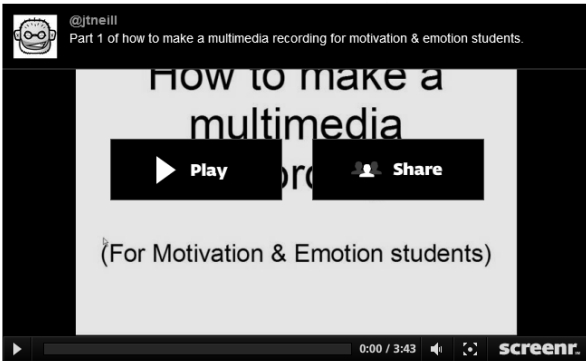 @jtneill
Part 1 of how to make a multimedia recording for motivation & emotion students.
How to make a
multimedia
Play
Share
(For Motivation & Emotion students)
0:00 / 3:43
screenr.